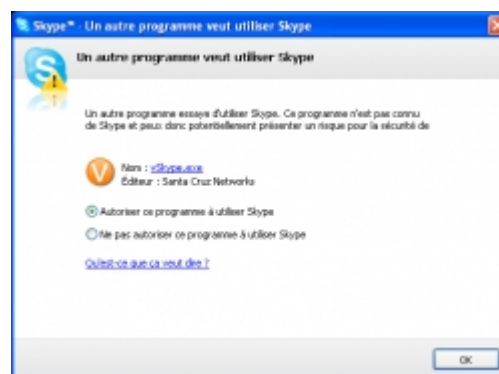 Skype™ - Un autre programme veut utiliser Skype
Un autre programme veut utiliser Skype
Un autre programme essaye d'utiliser Skype. Ce programme n'est pas connu
de Skype et peux donc potentiellement présenter un risque pour la sécurité de
V
Nom : vSkype.exe
Éditeur : Santa Cruz Networks
Autoriser ce programme à utiliser Skype
Ne pas autoriser ce programme à utiliser Skype
Qu'est-ce que ça veut dire ?
OK